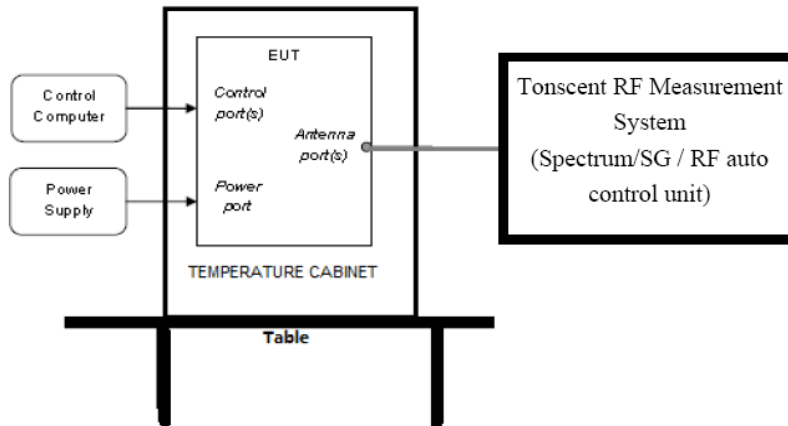 EUT
Control
Computer
Control
port(s)
Antenna
port(s)
Power
Supply
Power
port
TEMPERATURE CABINET
Table
Tonscent RF Measurement
System
(Spectrum/SG / RF auto
control unit)